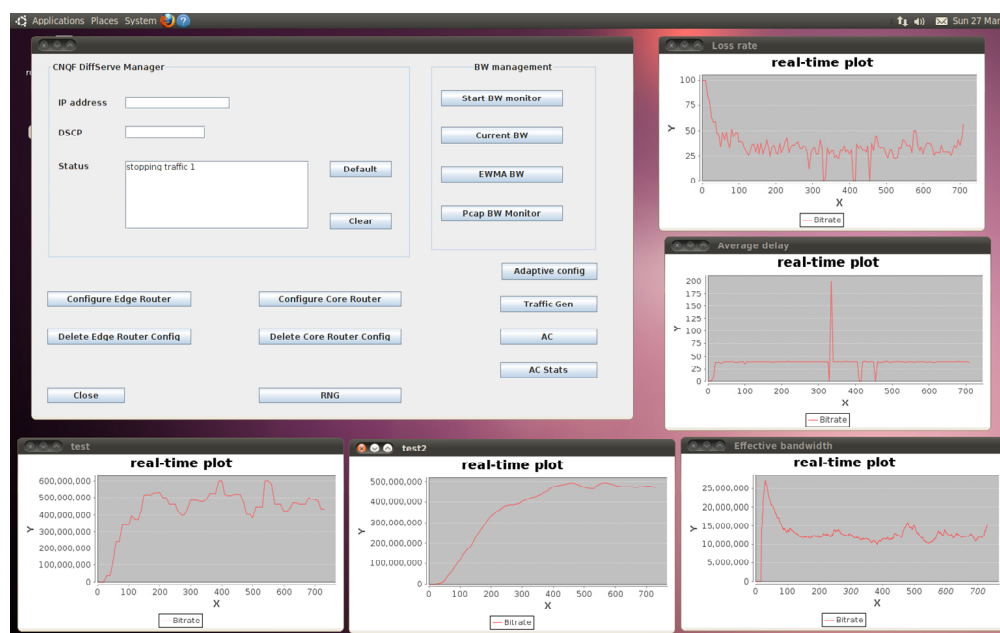 Applications Places System Sun 27 Mar
CNQF DiffServe Manager
IP address
DSCP
Status
stopping traffic 1
Default
Clear
BW management
Start BW monitor
Current BW
EWMA BW
Pcap BW Monitor
Adaptive config
Configure Edge Router Configure Core Router Traffic Gen
Delete Edge Router Config Delete Core Router Config AC
AC Stats
Close RNG
Loss rate
real-time plot
100
75
50
25
0
Y
0 100 200 300 400 500 600 700
X
Bitrate
Average delay
real-time plot
200
175
150
125
100
75
50
25
0
Y
0 100 200 300 400 500 600 700
X
Bitrate
test
real-time plot
600,000,000
500,000,000
400,000,000
300,000,000
200,000,000
100,000,000
0
Y
0 100 200 300 400 500 600 700
X
Bitrate
test2
real-time plot
500,000,000
400,000,000
300,000,000
200,000,000
100,000,000
0
Y
0 100 200 300 400 500 600 700
X
Bitrate
Effective bandwidth
real-time plot
25,000,000
20,000,000
15,000,000
10,000,000
5,000,000
0
Y
0 100 200 300 400 500 600 700
X
Bitrate